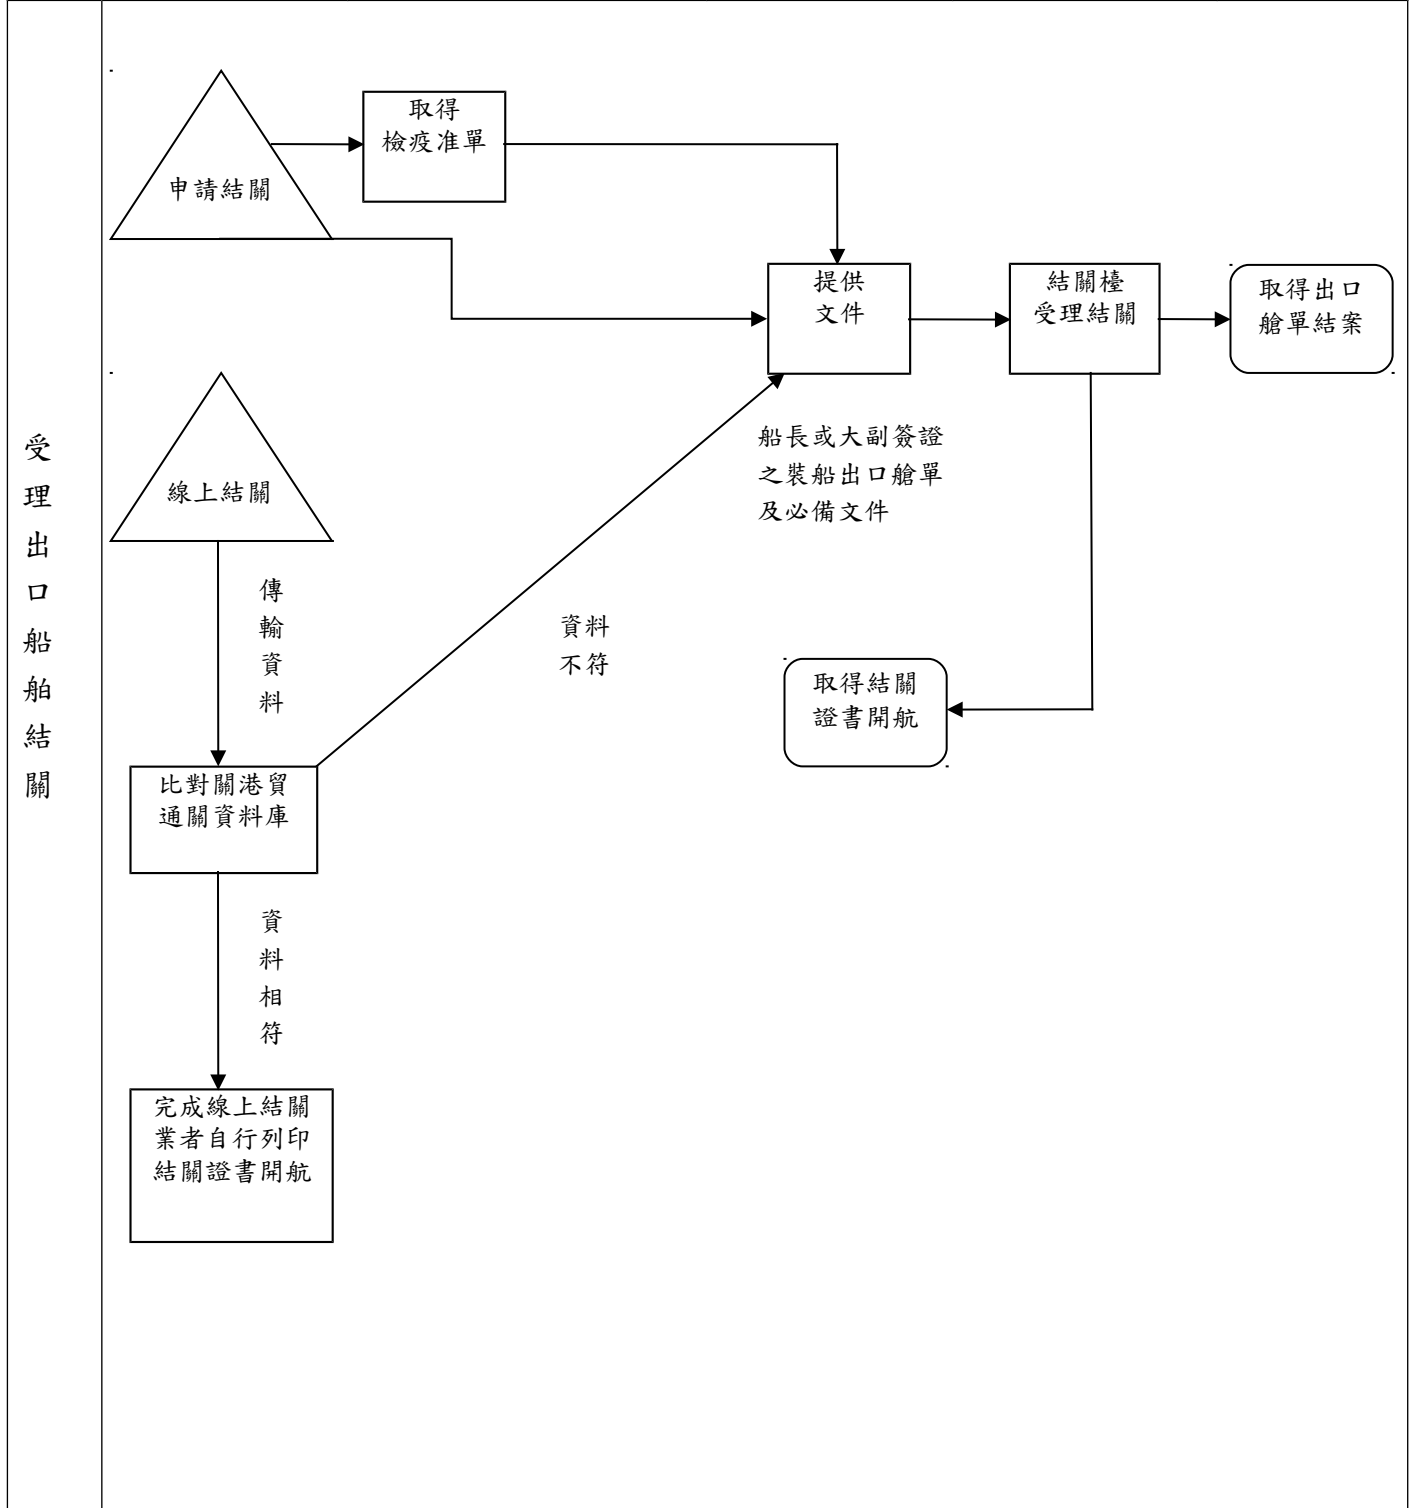 受理出口船舶結關
取得
檢疫准單
申請結關
提供
文件
結關檯
受理結關
取得出口
艙單結案
船長或大副簽證
之裝船出口艙單
及必備文件
線上結關
傳輸資料
資料
不符
取得結關
證書開航
比對關港貿
通關資料庫
資料相符
完成線上結關
業者自行列印
結關證書開航